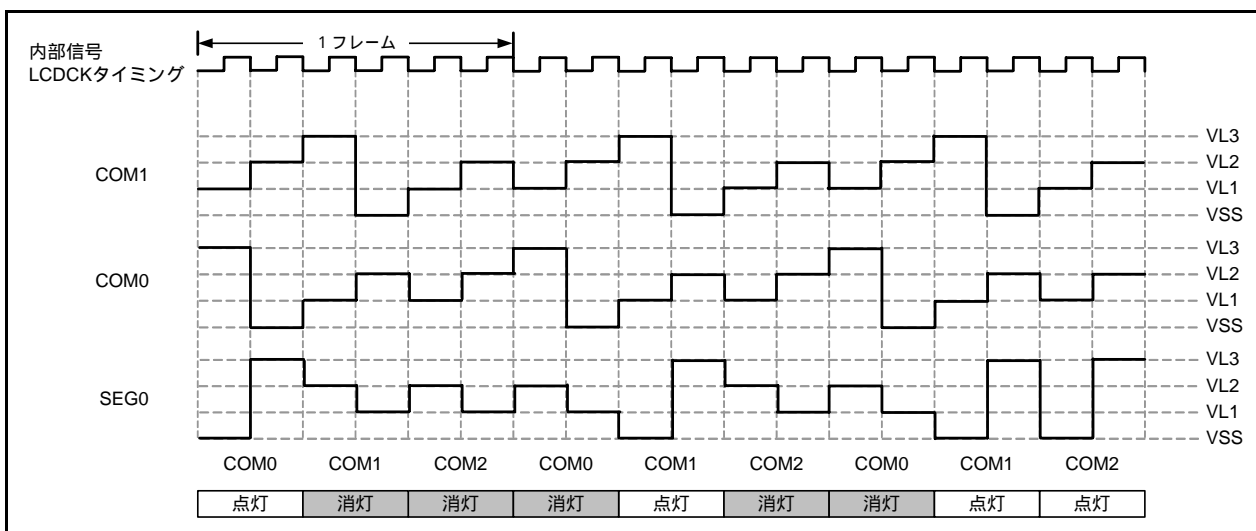 内部信号
LCDCKタイミング
1フレーム
COM1
VL3
VL2
VL1
VSS
COM0
VL3
VL2
VL1
VSS
SEG0
VL3
VL2
VL1
VSS
COM0 COM1 COM2 COM0 COM1 COM2 COM0 COM1 COM2
点灯 消灯 消灯 消灯 点灯 消灯 消灯 点灯 点灯